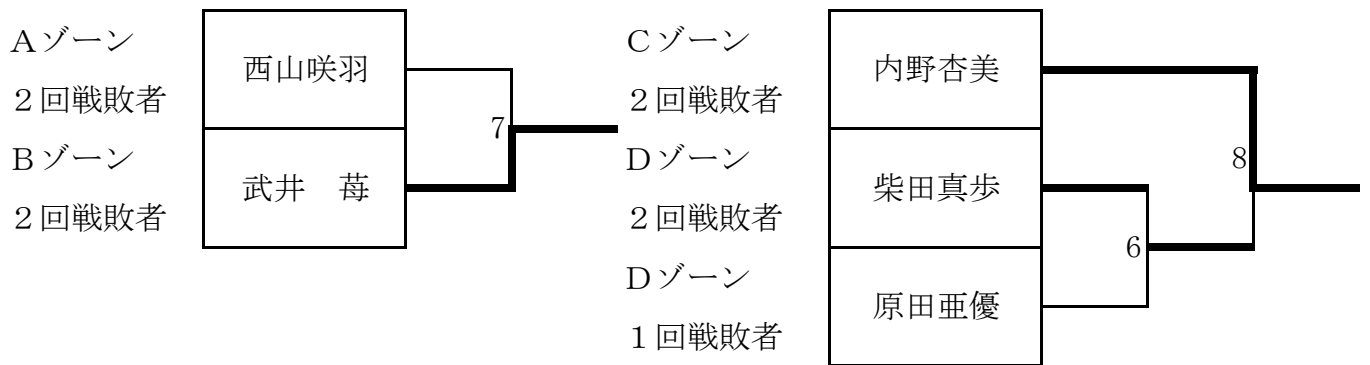 Aゾーン
2回戦敗者
Bゾーン
2回戦敗者
西山咲羽
武井　苺
7
Cゾーン
2回戦敗者
Dゾーン
2回戦敗者
Dゾーン
1回戦敗者
内野杏美
柴田真歩
原田亜優
8
6